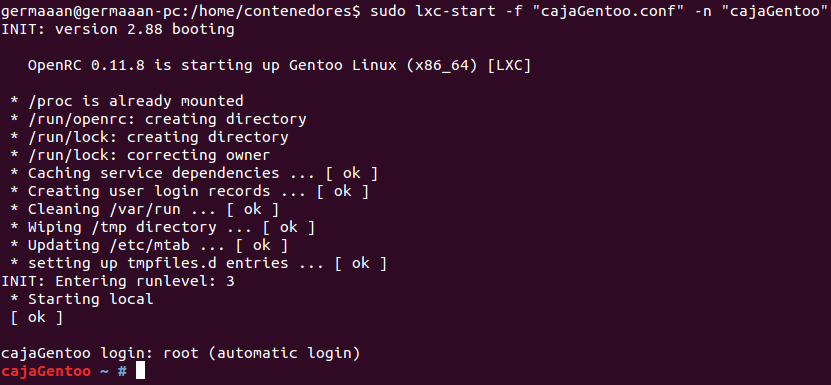 germaaan@germaaan-pc:/home/contenedores$ sudo lxc-start -f "cajaGentoo.conf" -n "cajaGentoo"
INIT: version 2.88 booting
OpenRC 0.11.8 is starting up Gentoo Linux (x86_64) [LXC]
* /proc is already mounted
* /run/openrc: creating directory
* /run/lock: creating directory
* /run/lock: correcting owner
* Caching service dependencies ... [ ok ]
* Creating user login records ... [ ok ]
* Cleaning /var/run ... [ ok ]
* Wiping /tmp directory ... [ ok ]
* Updating /etc/mtab ... [ ok ]
* setting up tmpfiles.d entries ... [ ok ]
INIT: Entering runlevel: 3
* Starting local
[ ok ]
cajaGentoo login: root (automatic login)
cajaGentoo ~ #